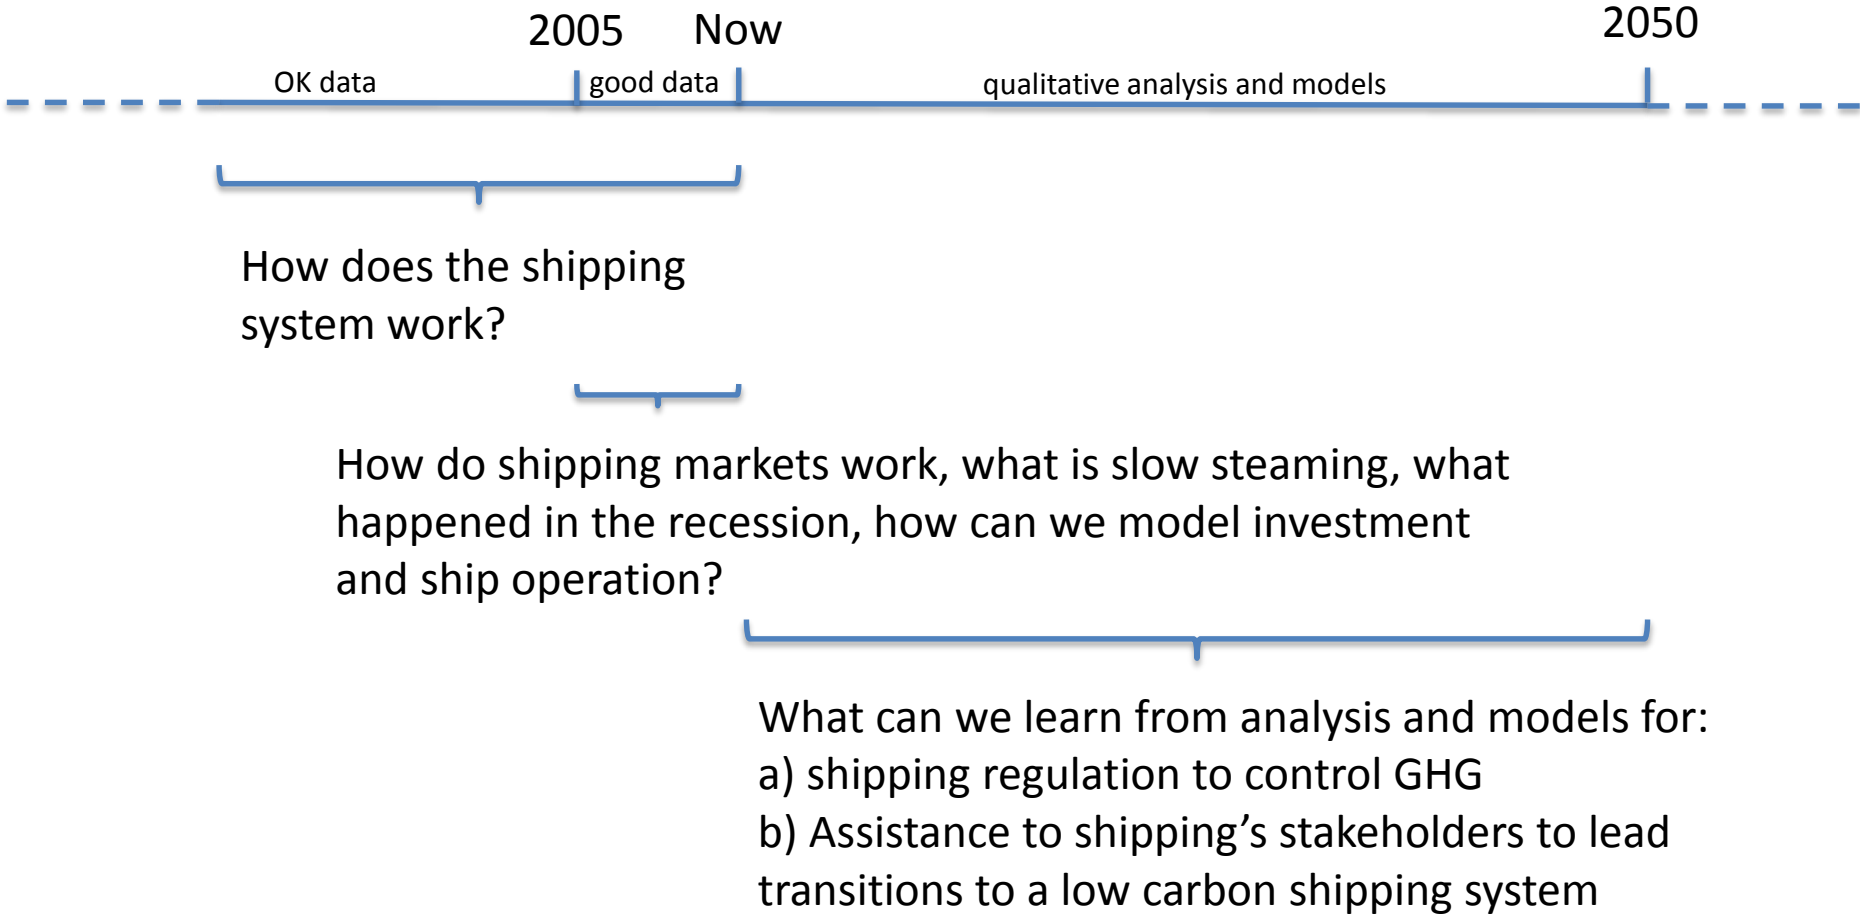 2005 Now 2050
OK data good data qualitative analysis and models
How does the shipping
system work?
How do shipping markets work, what is slow steaming, what
happened in the recession, how can we model investment
and ship operation?
What can we learn from analysis and models for:
a) shipping regulation to control GHG
b) Assistance to shipping’s stakeholders to lead
transitions to a low carbon shipping system